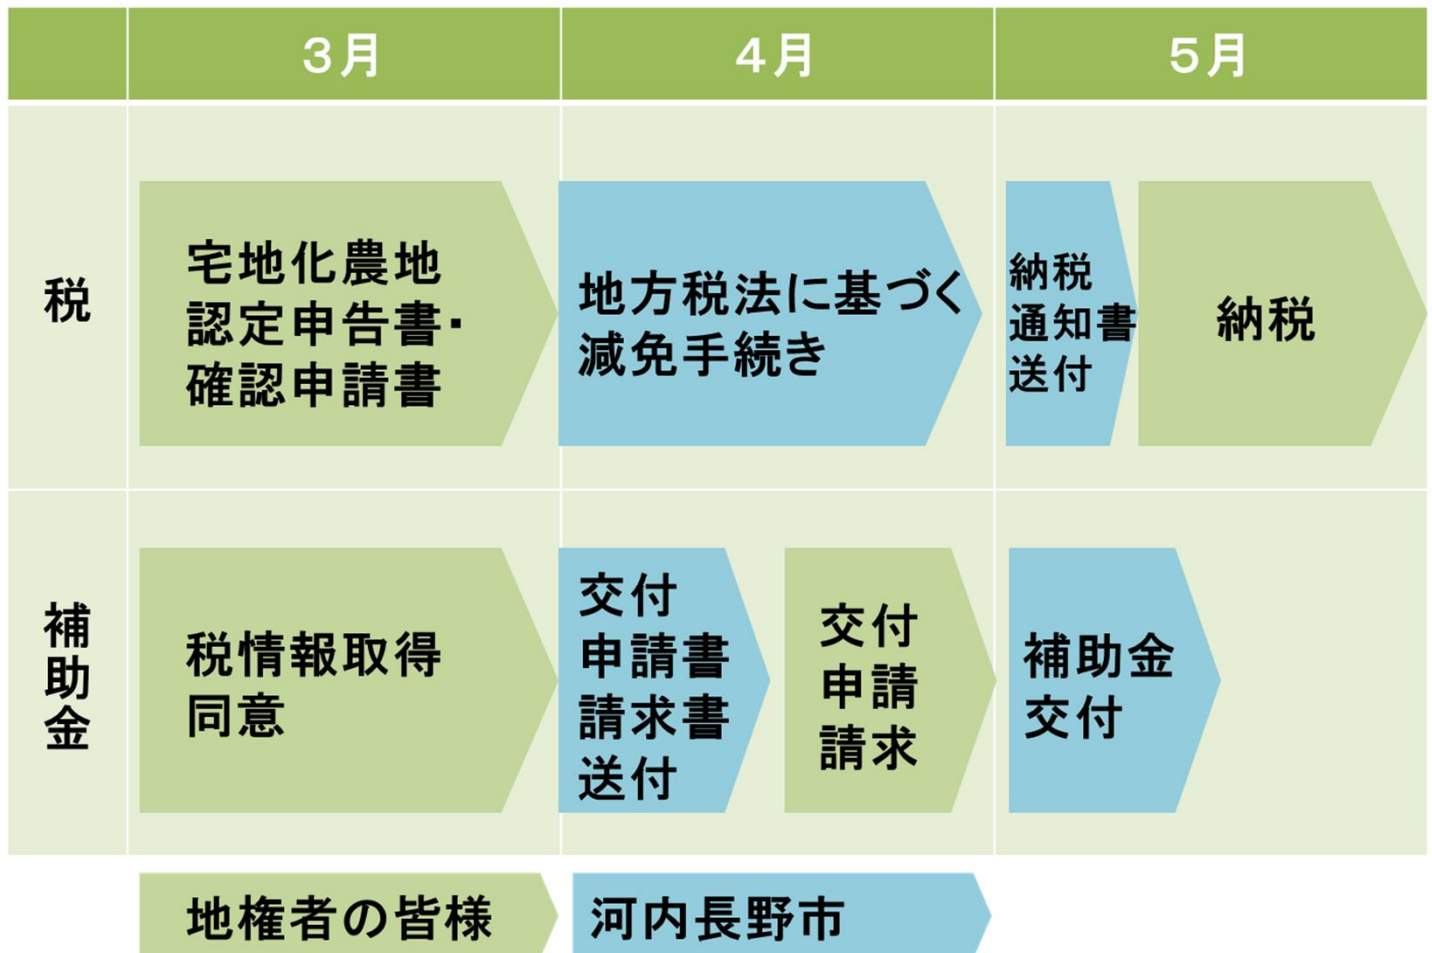 3月
4月
5月
税
宅地化農地
認定申告書・
確認申請書
地方税法に基づく
減免手続き
納税
通知書
送付
納税
補助金
税情報取得
同意
交付
申請書
請求書
送付
交付
申請
請求
補助金
交付
地権者の皆様
河内長野市